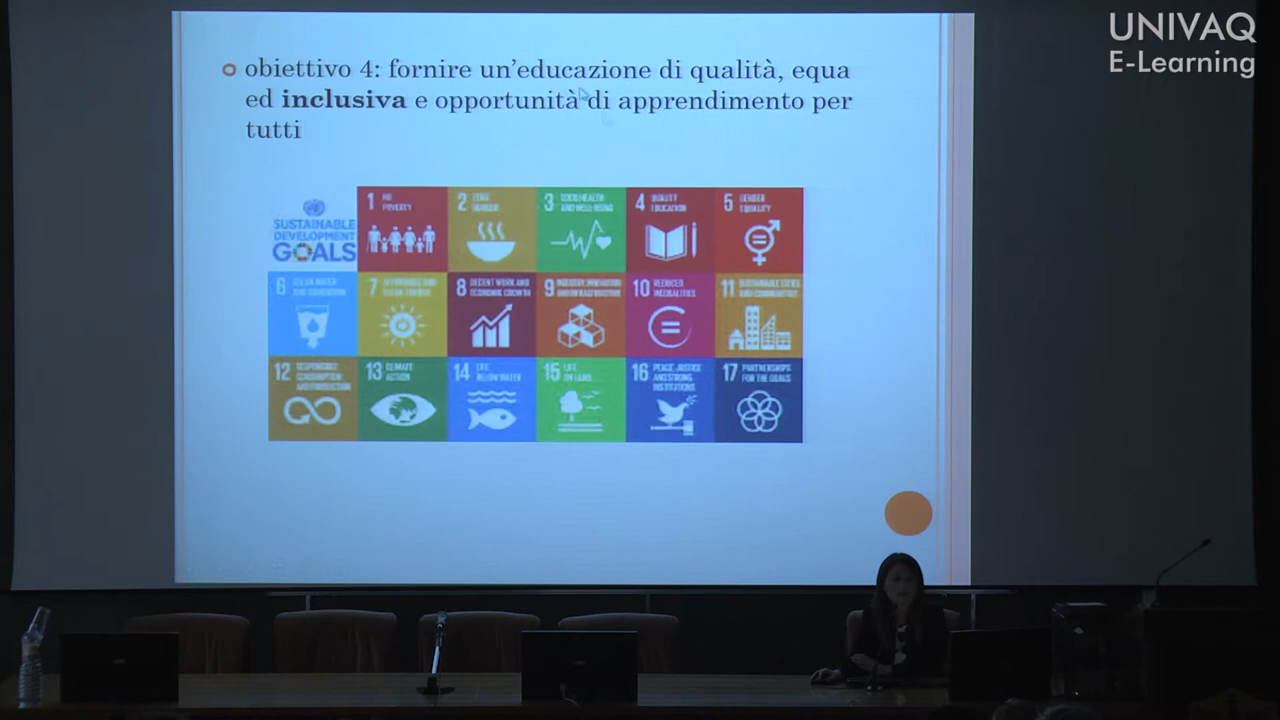 UNIVAQ
E-Learning
obiettivo 4: fornire un'educazione di qualità, equa
ed inclusiva e opportunità di apprendimento per
tutti
SUSTAINABLE
DEVELOPMENT
GOALS
1 NO
POVERTY
2 ZERO
HUNGER
3 GOOD HEALTH
AND WELL-BEING
4 QUALITY
EDUCATION
5 GENDER
EQUALITY
6 CLEAN WATER
AND SANITATION
7 AFFORDABLE AND
CLEAN ENERGY
8 DECENT WORK AND
ECONOMIC GROWTH
9 INDUSTRY, INNOVATION
AND INFRASTRUCTURE
10 REDUCED
INEQUALITIES
11 SUSTAINABLE CITIES
AND COMMUNITIES
12 RESPONSIBLE
CONSUMPTION
AND PRODUCTION
13 CLIMATE
ACTION
14 LIFE
BELOW WATER
15 LIFE
ON LAND
16 PEACE, JUSTICE
AND STRONG
INSTITUTIONS
17 PARTNERSHIPS
FOR THE GOALS